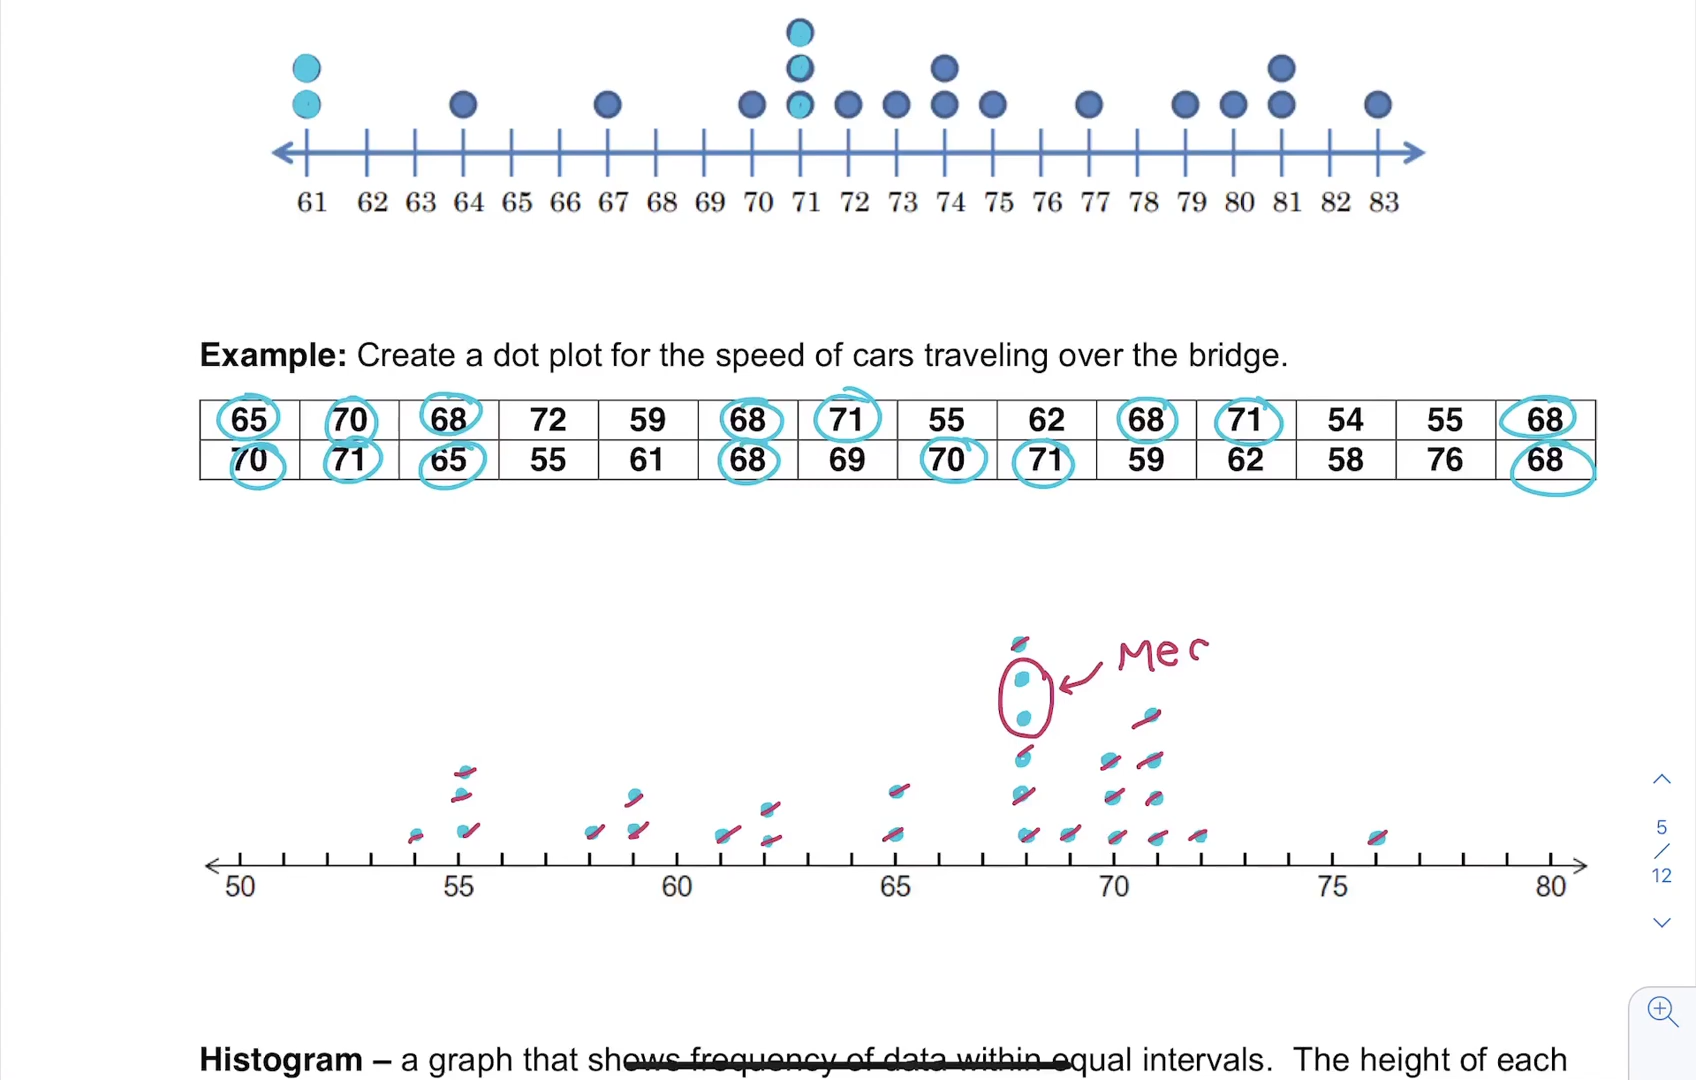 61 62 63 64 65 66 67 68 69 70 71 72 73 74 75 76 77 78 79 80 81 82 83
Example: Create a dot plot for the speed of cars traveling over the bridge.
65 70 68 72 59 68 71 55 62 68 71 54 55 68
70 71 65 55 61 68 69 70 71 59 62 58 76 68
Mec
50 55 60 65 70 75 80
5
/
12
Histogram – a graph that shows frequency of data within equal intervals. The height of each